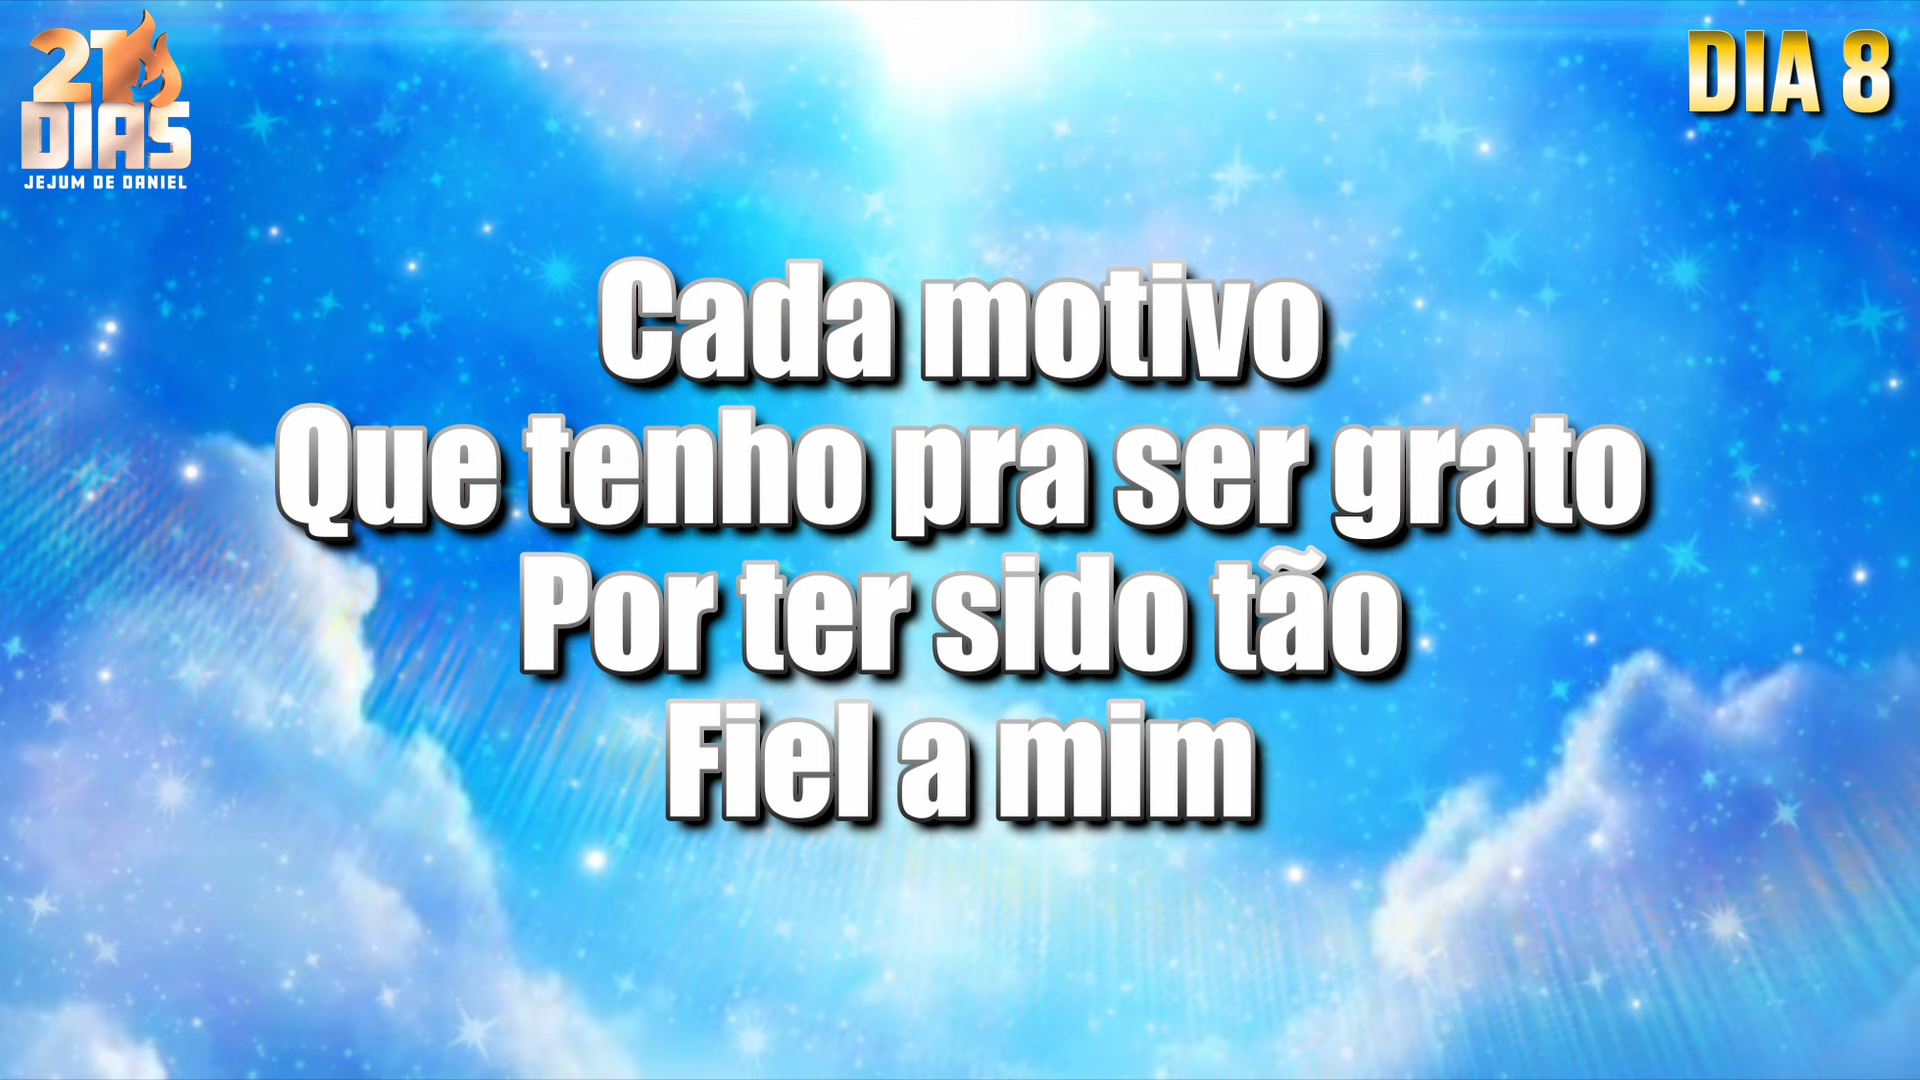 21
DIAS
JEJUM DE DANIEL
DIA 8
Cada motivo
Que tenho pra ser grato
Por ter sido tão
Fiel a mim